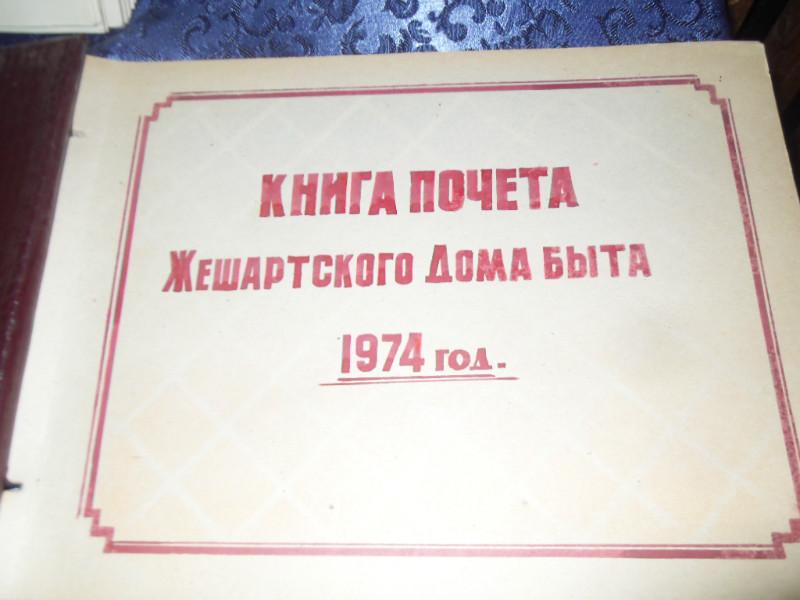 КНИГА ПОЧЕТА
ЖЕШАРТСКОГО ДОМА БЫТА
1974 ГОД.